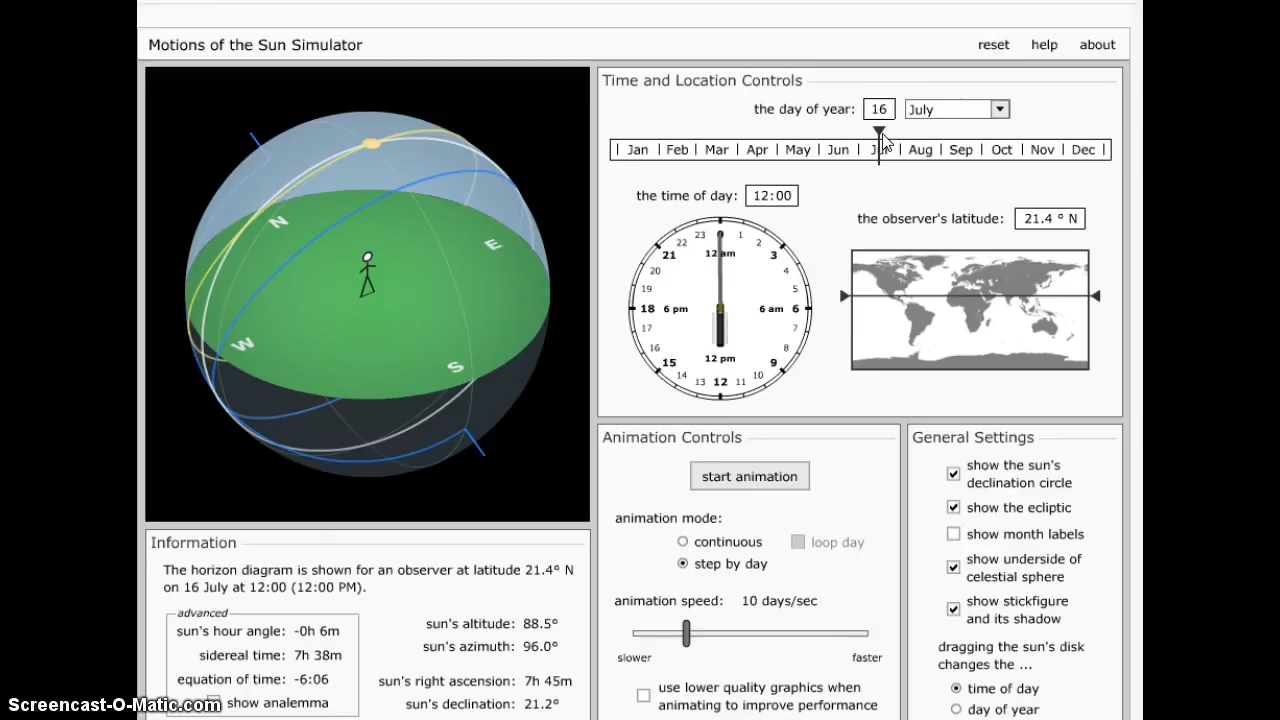 Motions of the Sun Simulator
reset help about
N
E
W
S
Time and Location Controls
the day of year: 16 July
Jan Feb Mar Apr May Jun Aug Sep Oct Nov Dec
the time of day: 12:00
23 1
22 12 am 2
21 3
20 4
19 5
18 6 pm 6 am 6
17 7
16 8
15 12 pm 9
14 13 12 11 10
the observer's latitude: 21.4 ° N
Animation Controls
start animation
animation mode:
continuous loop day
step by day
animation speed: 10 days/sec
slower faster
use lower quality graphics when
animating to improve performance
General Settings
show the sun's
declination circle
show the ecliptic
show month labels
show underside of
celestial sphere
show stickfigure
and its shadow
dragging the sun's disk
changes the ...
time of day
day of year
Information
The horizon diagram is shown for an observer at latitude 21.4° N
on 16 July at 12:00 (12:00 PM).
advanced
sun's hour angle: -0h 6m
sidereal time: 7h 38m
equation of time: -6:06
show analemma
sun's altitude: 88.5°
sun's azimuth: 96.0°
sun's right ascension: 7h 45m
sun's declination: 21.2°
Screencast-O-Matic.com